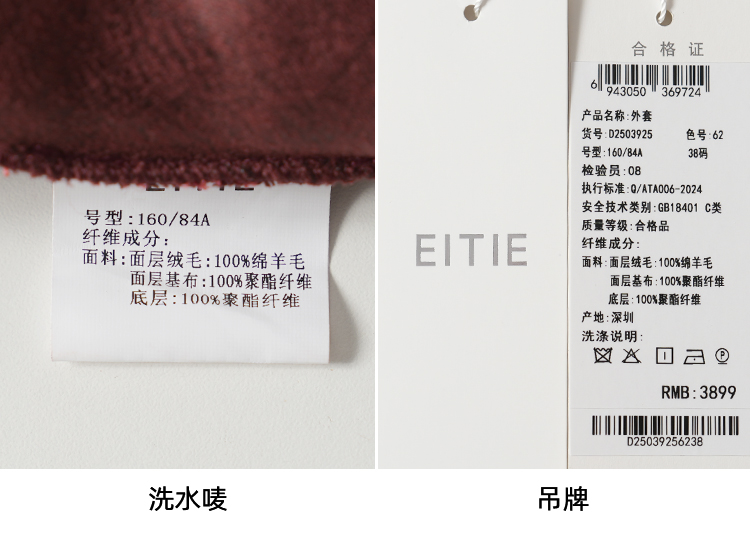 EITIE
号型:160/84A
纤维成分:
面料:面层绒毛:100%绵羊毛
面层基布:100%聚酯纤维
底层:100%聚酯纤维
洗水唛
EITIE
合格证
6 943050 369724
产品名称:外套
货号:D2503925 色号:62
号型:160/84A 38码
检验员:08
执行标准:Q/ATA006-2024
安全技术类别:GB18401 C类
质量等级:合格品
纤维成分:
面料:面层绒毛:100%绵羊毛
面层基布:100%聚酯纤维
底层:100%聚酯纤维
产地:深圳
洗涤说明:
P
RMB:3899
D25039256238
吊牌